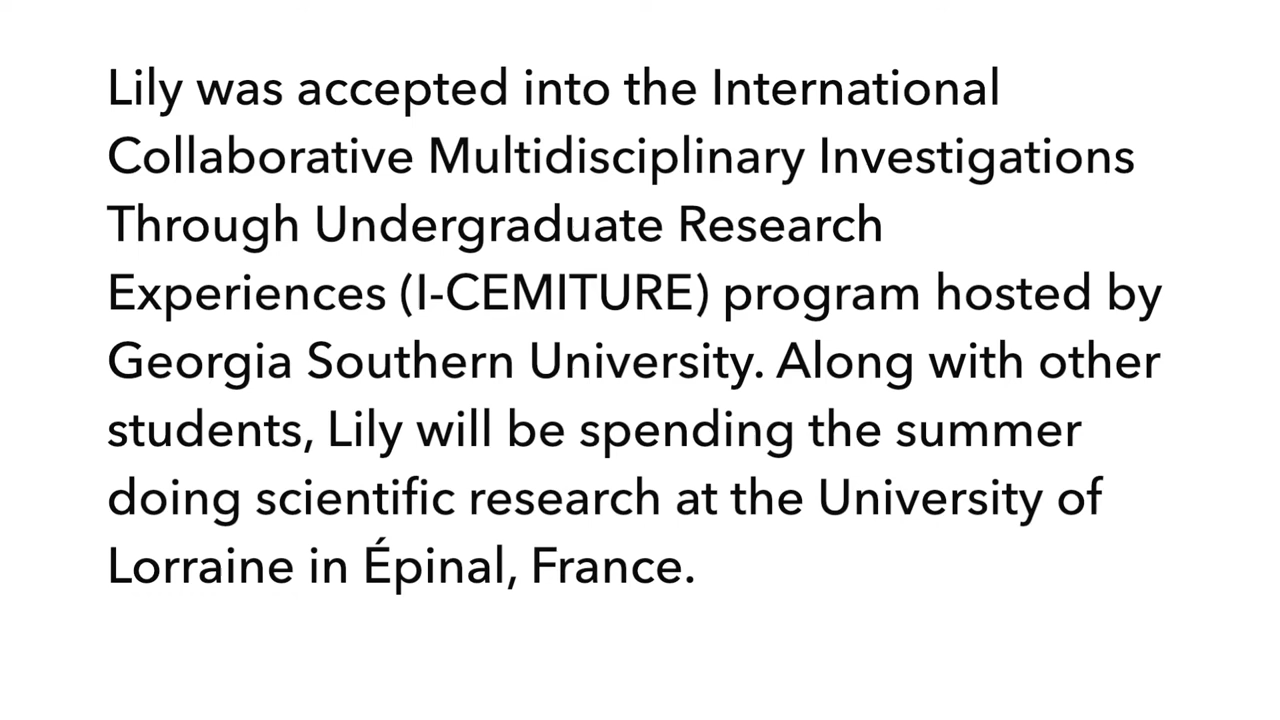 Lily was accepted into the International
Collaborative Multidisciplinary Investigations
Through Undergraduate Research
Experiences (I-CEMITURE) program hosted by
Georgia Southern University. Along with other
students, Lily will be spending the summer
doing scientific research at the University of
Lorraine in Épinal, France.